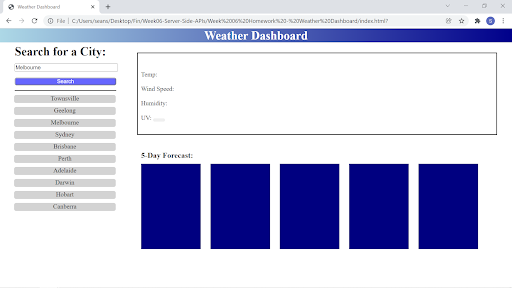 Weather Dashboard
File | C:/Users/seans/Desktop/Fin/Week06-Server-Side-APIs/Week%2006%20Homework%20-%20Weather%20Dashboard/index.html?
Weather Dashboard
Search for a City:
Melbourne
Search
Townsville
Geelong
Melbourne
Sydney
Brisbane
Perth
Adelaide
Darwin
Hobart
Canberra
Temp:
Wind Speed:
Humidity:
UV:
5-Day Forecast: